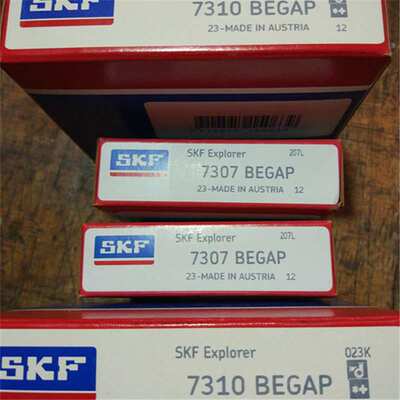 SKF
7310 BEGAP
23-MADE IN AUSTRIA 12
SKF
SKF Explorer 207L
7307 BEGAP
23-MADE IN AUSTRIA 12
SKF
SKF Explorer 207L
7307 BEGAP
23-MADE IN AUSTRIA 12
SKF
SKF Explorer 023K
7310 BEGAP